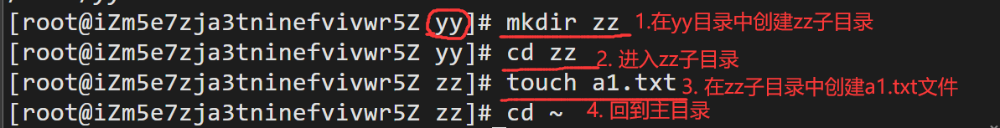 [root@iZm5e7zja3tninefvivwr5Z yy]# mkdir zz 1.在yy目录中创建zz子目录
[root@iZm5e7zja3tninefvivwr5Z yy]# cd zz 2. 进入zz子目录
[root@iZm5e7zja3tninefvivwr5Z zz]# touch a1.txt 3. 在zz子目录中创建a1.txt文件
[root@iZm5e7zja3tninefvivwr5Z zz]# cd ~ 4. 回到主目录